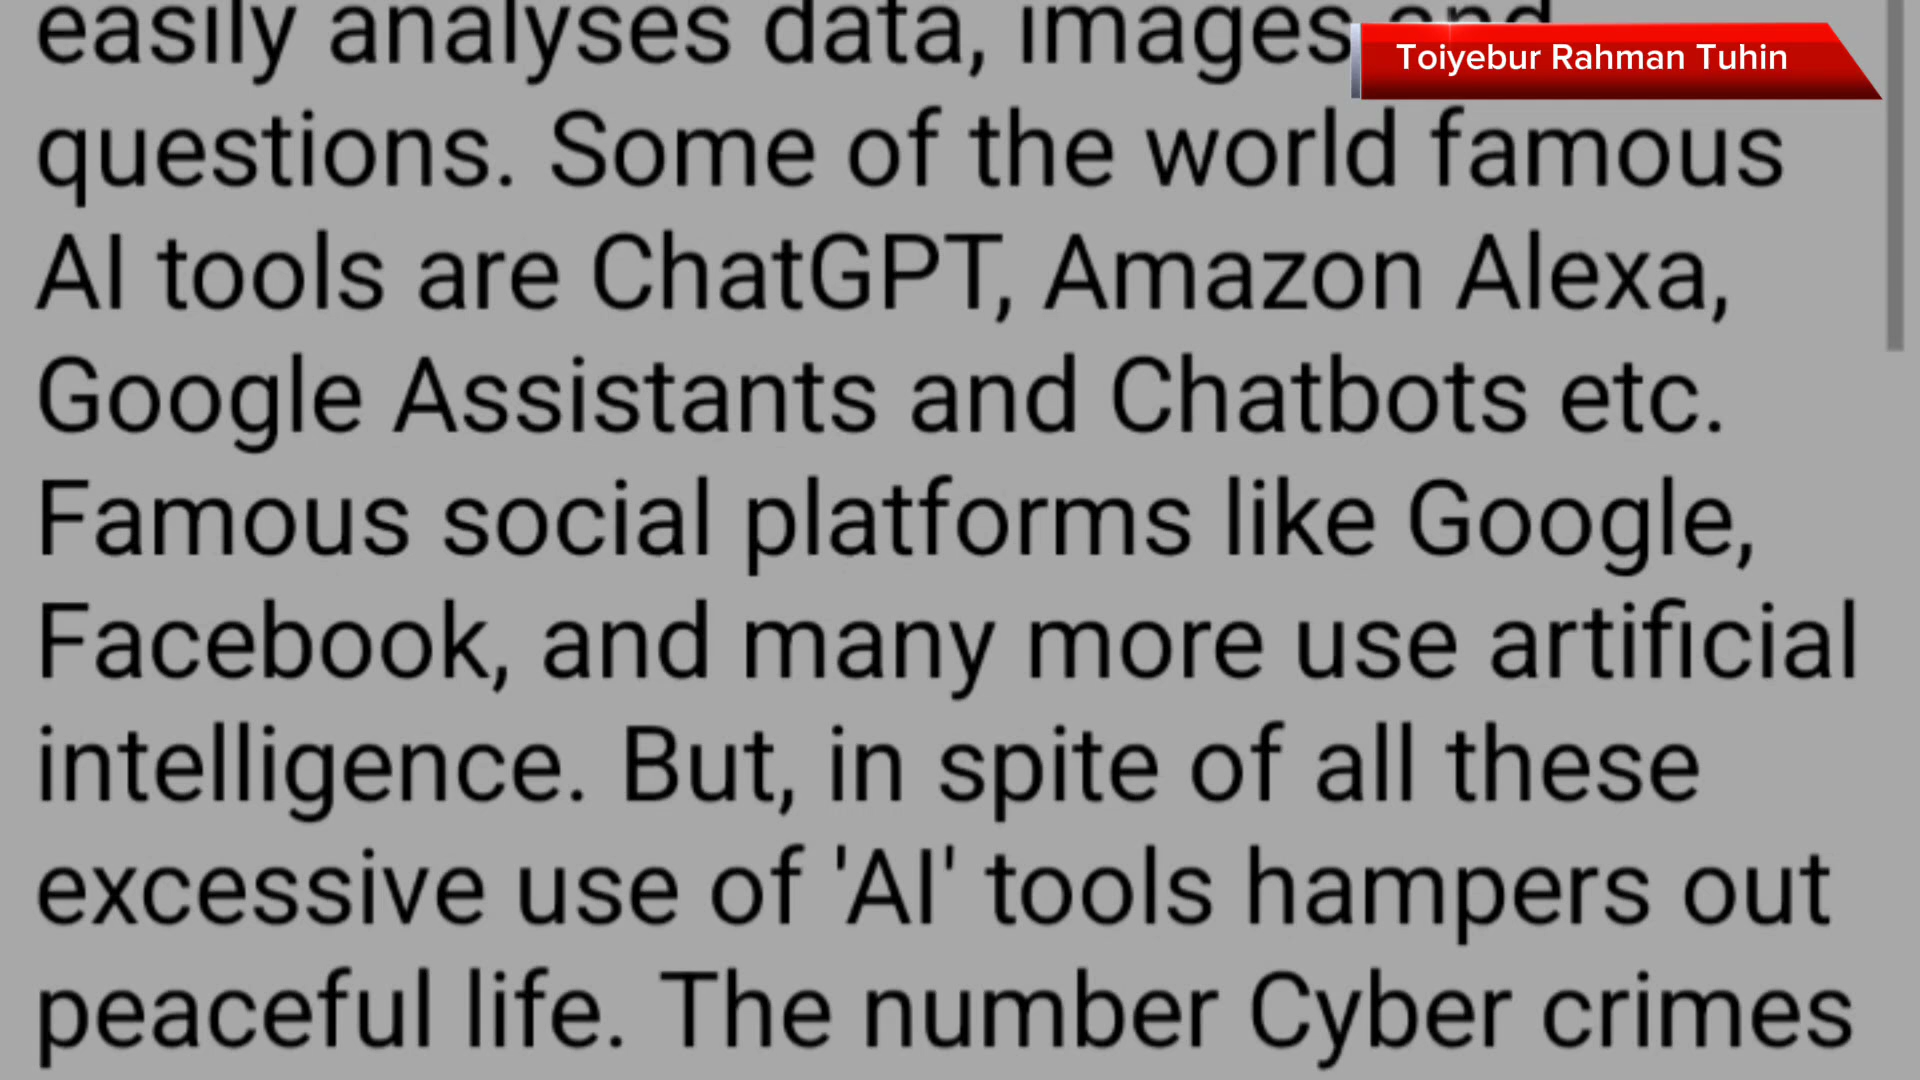 easily analyses data, images and
Toiyebur Rahman Tuhin
questions. Some of the world famous
AI tools are ChatGPT, Amazon Alexa,
Google Assistants and Chatbots etc.
Famous social platforms like Google,
Facebook, and many more use artificial
intelligence. But, in spite of all these
excessive use of 'AI' tools hampers out
peaceful life. The number Cyber crimes